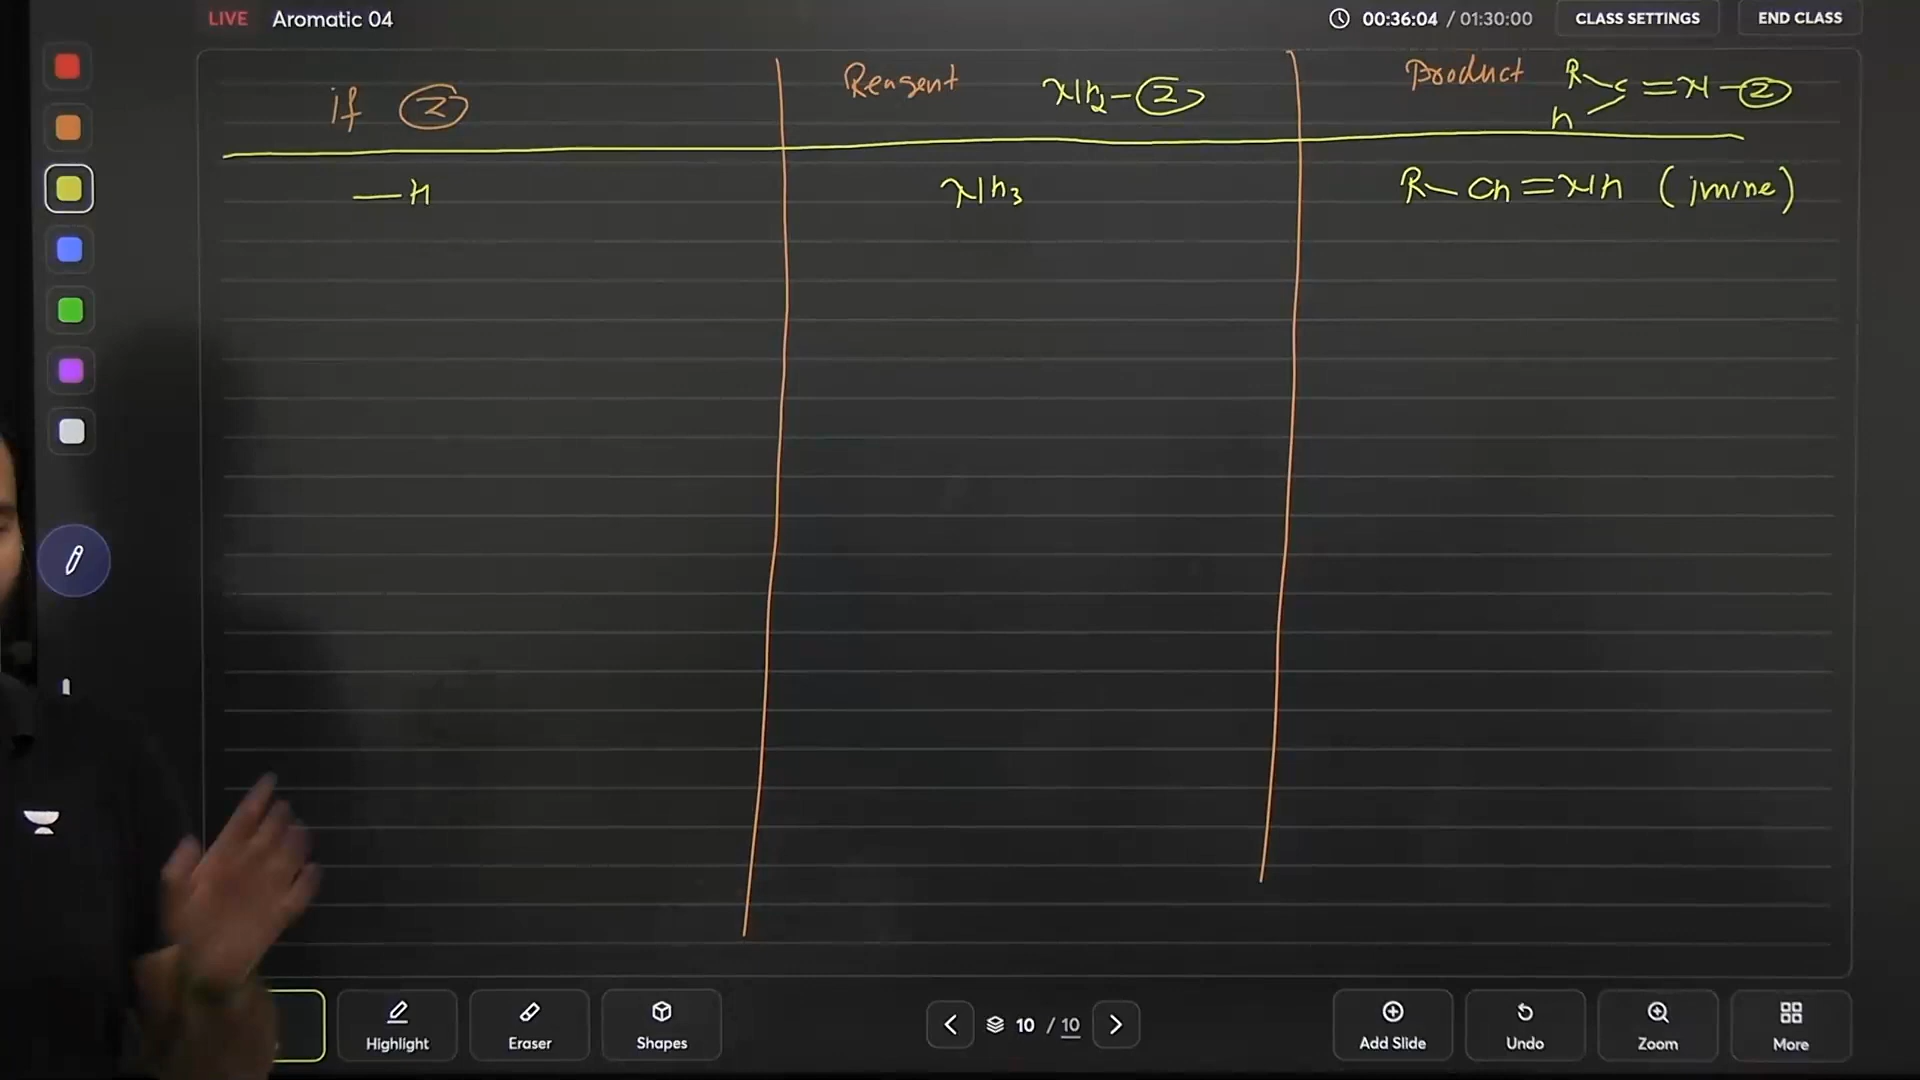 LIVE Aromatic 04 00:36:04 / 01:30:00 CLASS SETTINGS END CLASS
if Z Reagent NH2-Z Product R C=N-Z
H
—H NH3 R-CH=NH (imine)
Highlight Eraser Shapes 10 / 10 Add Slide Undo Zoom More